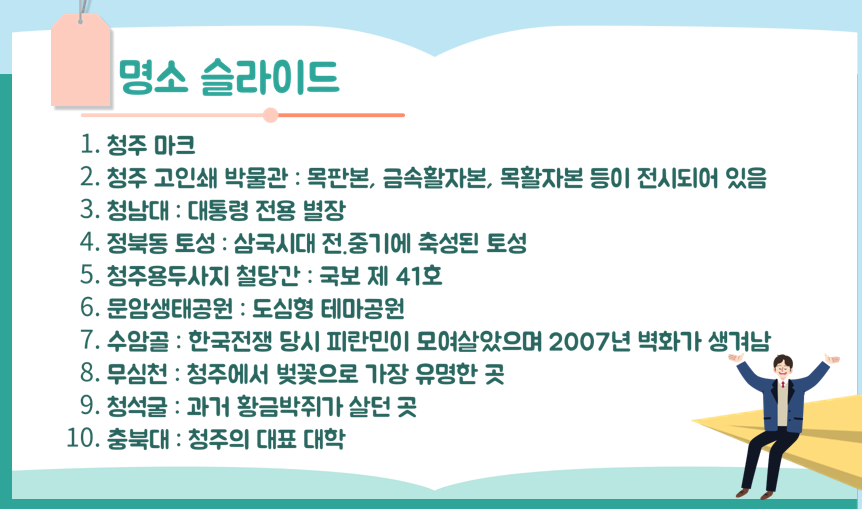 명소 슬라이드
1. 청주 마크
2. 청주 고인쇄 박물관 : 목판본, 금속활자본, 목활자본 등이 전시되어 있음
3. 청남대 : 대통령 전용 별장
4. 정북동 토성 : 삼국시대 전.중기에 축성된 토성
5. 청주용두사지 철당간 : 국보 제 41호
6. 문암생태공원 : 도심형 테마공원
7. 수암골 : 한국전쟁 당시 피란민이 모여살았으며 2007년 벽화가 생겨남
8. 무심천 : 청주에서 벚꽃으로 가장 유명한 곳
9. 청석굴 : 과거 황금박쥐가 살던 곳
10. 충북대 : 청주의 대표 대학